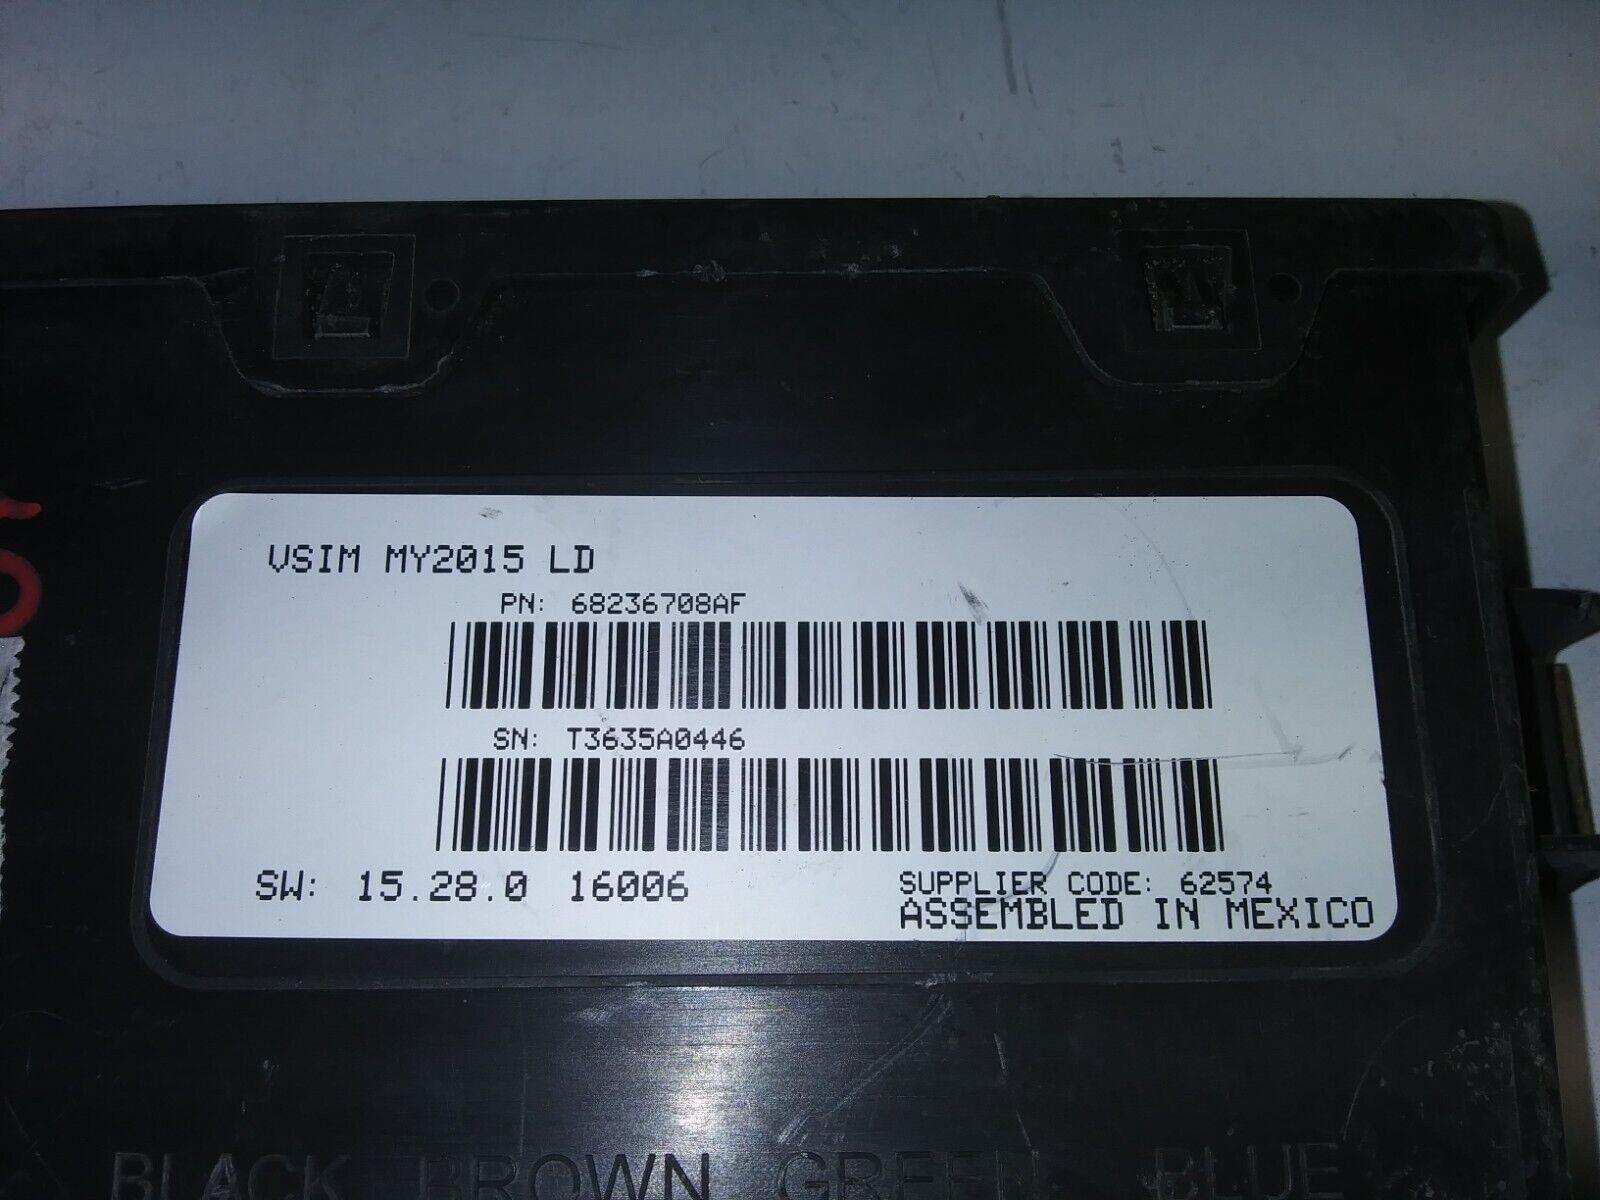 VSIM MY2015 LD
PN: 68236708AF
SN: T3635A0446
SW: 15.28.0 16006
SUPPLIER CODE: 62574
ASSEMBLED IN MEXICO
BLACK BROWN GREEN BLUE